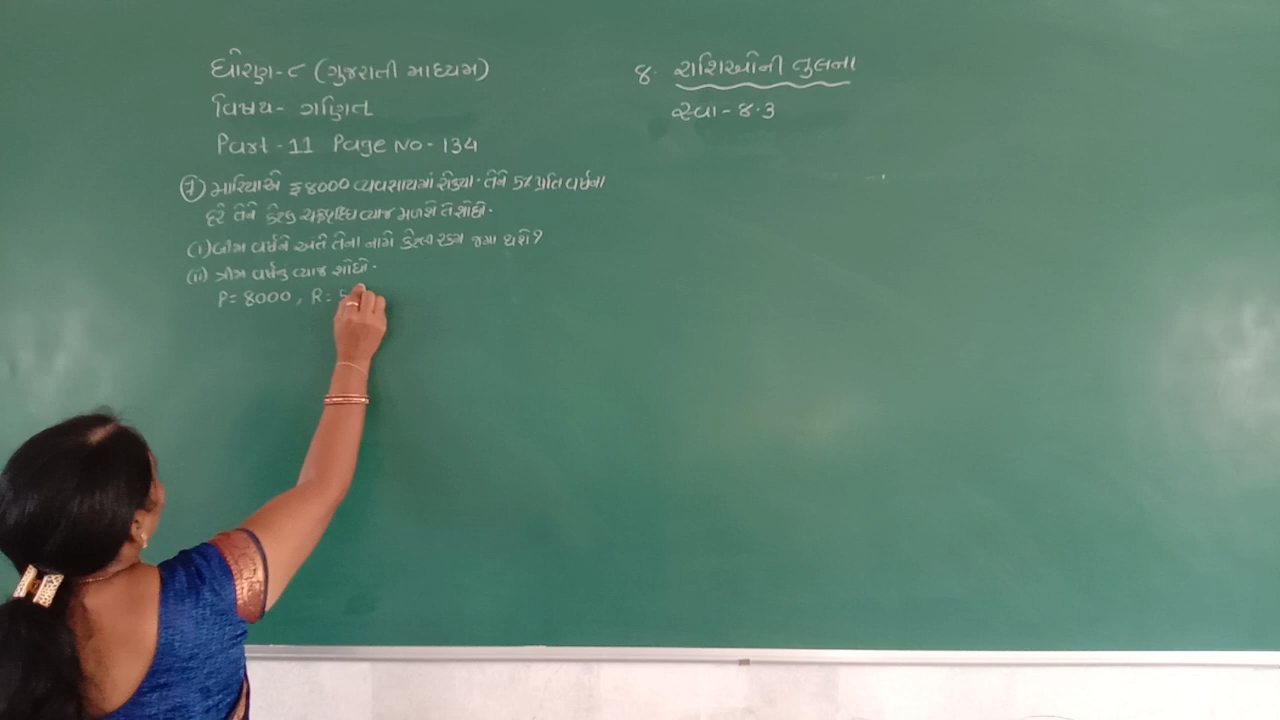 ધોરણ-૮ (ગુજરાતી માધ્યમ)
વિષય- ગણિત
Part-11 Page No-134
૪. રાશિઓની તુલના
સ્વા-૪.૩
(7) મારિયાએ ₹8000 વ્યવસાયમાં રોક્યા. તેને 5% પ્રતિ વર્ષના
દરે તેને કેટલું ચક્રવૃદ્ધિ વ્યાજ મળશે તે શોધો.
(i) બીજા વર્ષને અંતે તેના નામે કેટલી રકમ જમા થશે?
(ii) ત્રીજા વર્ષનું વ્યાજ શોધો.
P= 8000, R= 5